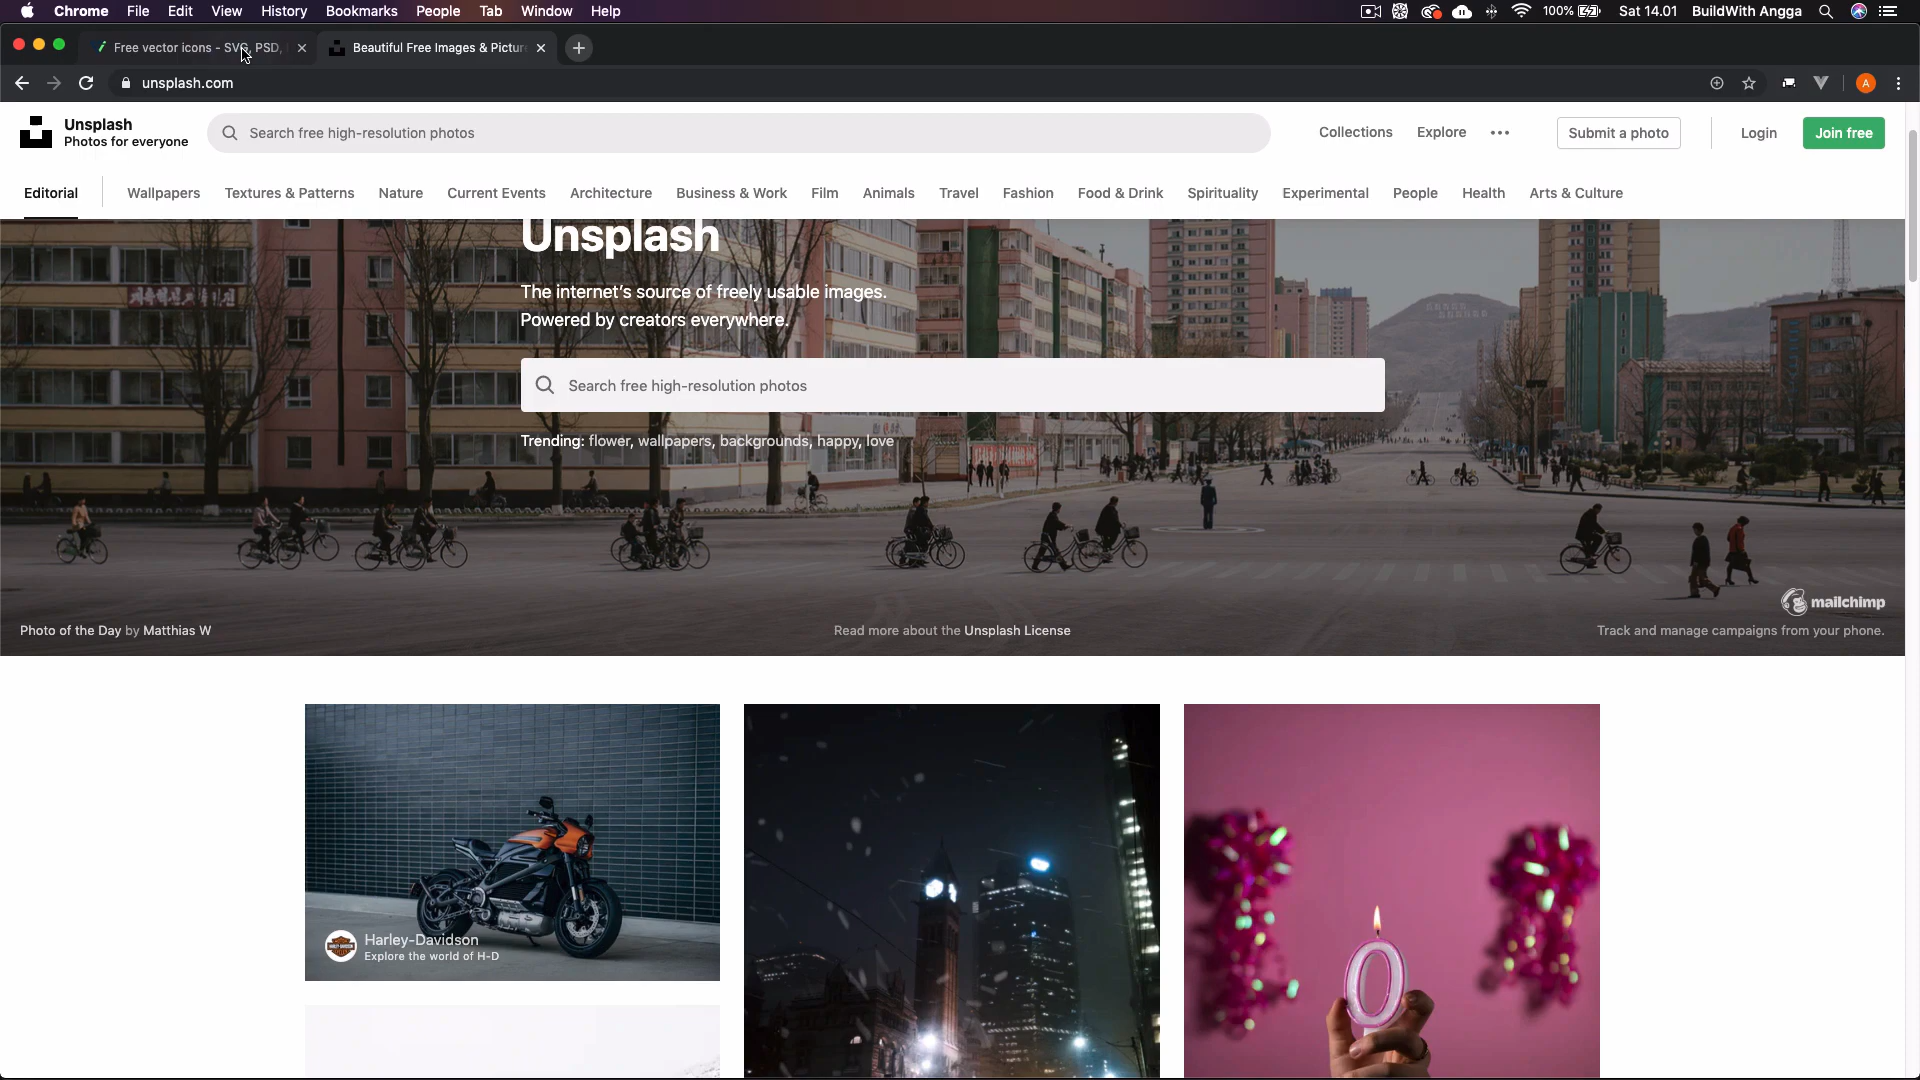 Chrome File Edit View History Bookmarks People Tab Window Help 100% Sat 14.01 BuildWith Angga
Free vector icons - SVG, PSD, Beautiful Free Images & Pictur
unsplash.com A
Unsplash
Photos for everyone
Search free high-resolution photos
Collections Explore Submit a photo Login Join free
Editorial Wallpapers Textures & Patterns Nature Current Events Architecture Business & Work Film Animals Travel Fashion Food & Drink Spirituality Experimental People Health Arts & Culture
Unsplash
The internet's source of freely usable images.
Powered by creators everywhere.
Search free high-resolution photos
Trending: flower, wallpapers, backgrounds, happy, love
mailchimp
Photo of the Day by Matthias W
Read more about the Unsplash License
Track and manage campaigns from your phone.
Harley-Davidson
Explore the world of H-D
0